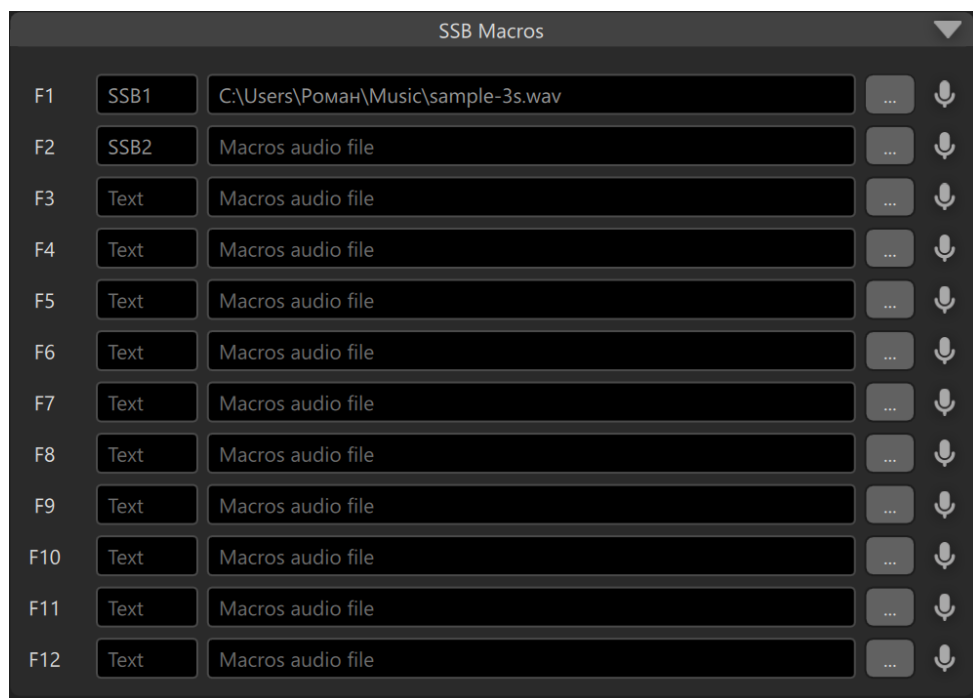 SSB Macros
F1 SSB1 C:\Users\Роман\Music\sample-3s.wav ...
F2 SSB2 Macros audio file ...
F3 Text Macros audio file ...
F4 Text Macros audio file ...
F5 Text Macros audio file ...
F6 Text Macros audio file ...
F7 Text Macros audio file ...
F8 Text Macros audio file ...
F9 Text Macros audio file ...
F10 Text Macros audio file ...
F11 Text Macros audio file ...
F12 Text Macros audio file ...